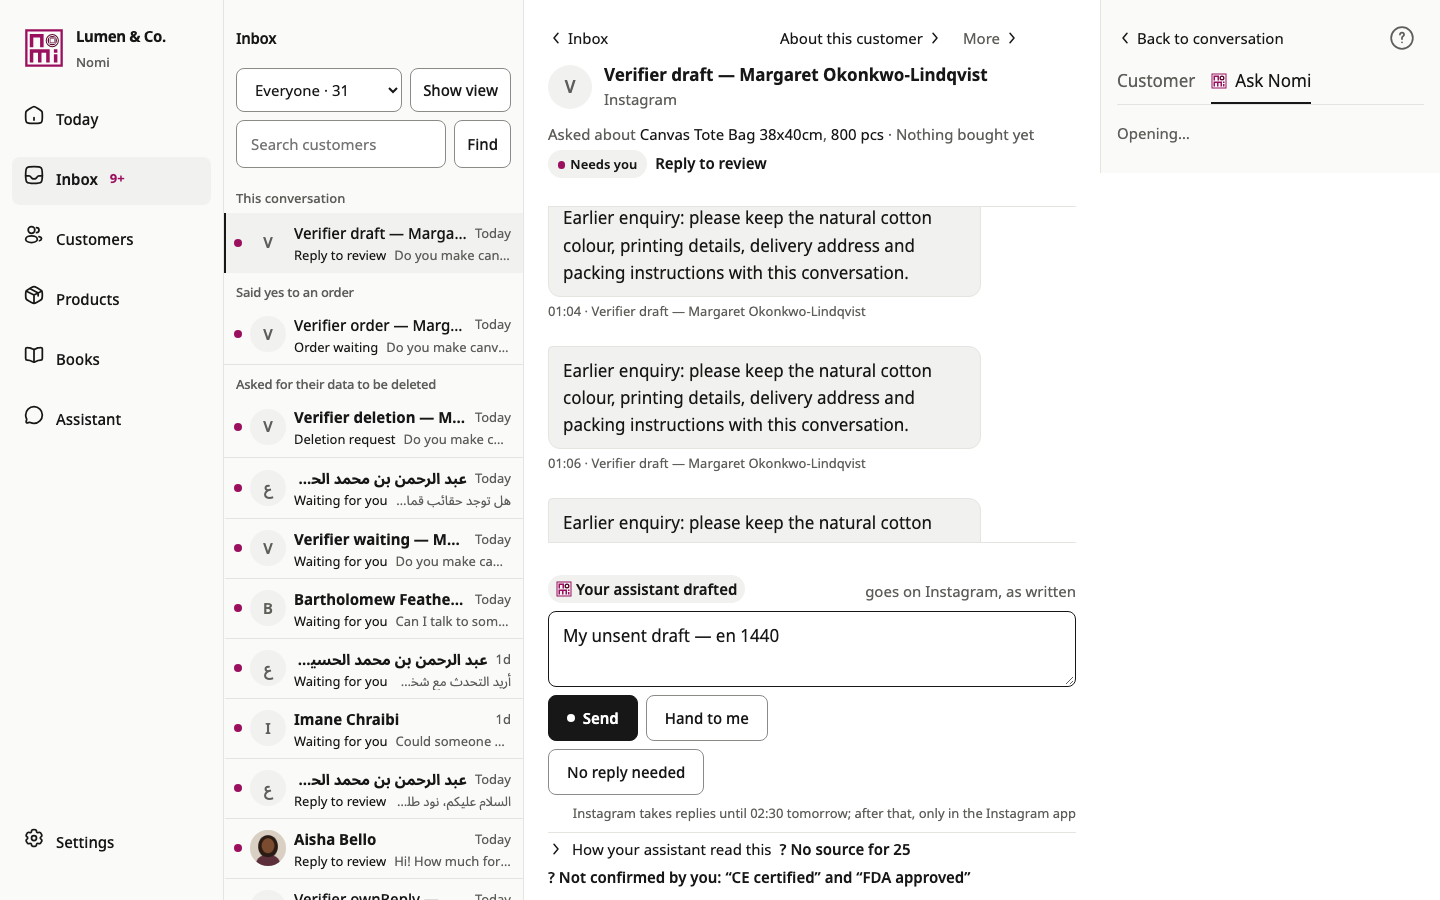 Lumen & Co.
Nomi
Today
Inbox 9+
Customers
Products
Books
Assistant
Settings
Inbox
Everyone · 31
Show view
Search customers
Find
This conversation
V
Verifier draft — Marga... Today
Reply to review Do you make can...
Said yes to an order
V
Verifier order — Marg... Today
Order waiting Do you make canv...
Asked for their data to be deleted
V
Verifier deletion — M... Today
Deletion request Do you make c...
ع
عبد الرحمن بن محمد الحـ... Today
Waiting for you هل توجد حقائب قما...
V
Verifier waiting — M... Today
Waiting for you Do you make ca...
B
Bartholomew Feathe... Today
Waiting for you Can I talk to som...
ع
عبد الرحمن بن محمد الحسيـ... 1d
Waiting for you أريد التحدث مع شخـ...
I
Imane Chraibi 1d
Waiting for you Could someone ...
ع
عبد الرحمن بن محمد الحـ... Today
Reply to review السلام عليكم، نود طلـ...
Aisha Bello Today
Reply to review Hi! How much for...
Verifier ownReply — Today
Inbox
About this customer
More
V
Verifier draft — Margaret Okonkwo-Lindqvist
Instagram
Asked about Canvas Tote Bag 38x40cm, 800 pcs · Nothing bought yet
Needs you Reply to review
Earlier enquiry: please keep the natural cotton
colour, printing details, delivery address and
packing instructions with this conversation.
01:04 · Verifier draft — Margaret Okonkwo-Lindqvist
Earlier enquiry: please keep the natural cotton
colour, printing details, delivery address and
packing instructions with this conversation.
01:06 · Verifier draft — Margaret Okonkwo-Lindqvist
Earlier enquiry: please keep the natural cotton
Your assistant drafted
goes on Instagram, as written
My unsent draft — en 1440
Send
Hand to me
No reply needed
Instagram takes replies until 02:30 tomorrow; after that, only in the Instagram app
How your assistant read this ? No source for 25
? Not confirmed by you: “CE certified” and “FDA approved”
Back to conversation
?
Customer
Ask Nomi
Opening...